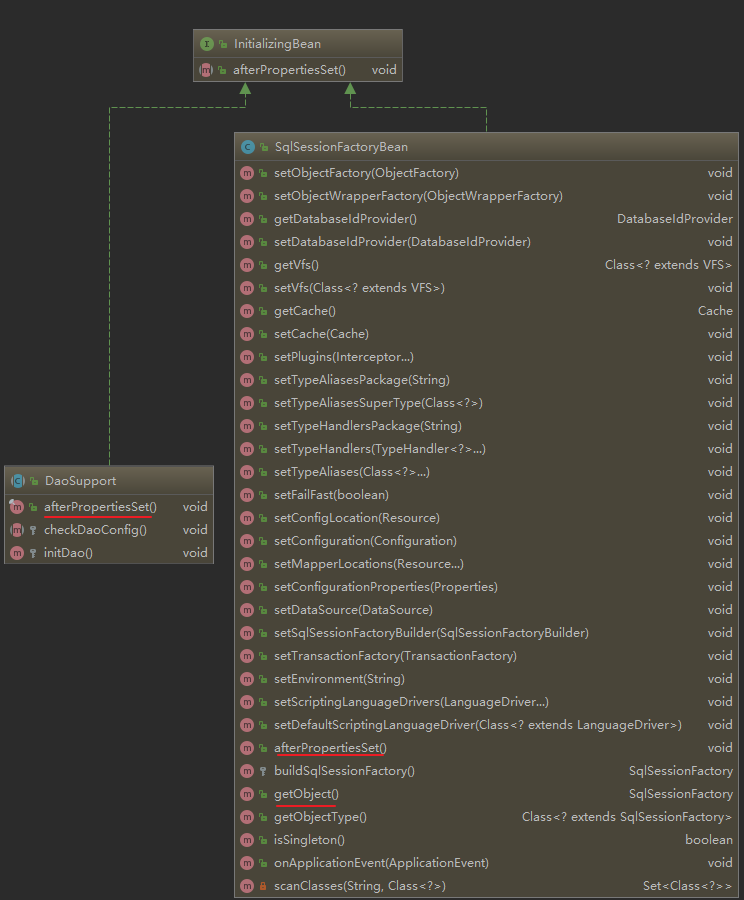 InitializingBean
afterPropertiesSet() void
SqlSessionFactoryBean
setObjectFactory(ObjectFactory) void
setObjectWrapperFactory(ObjectWrapperFactory) void
getDatabaseIdProvider() DatabaseIdProvider
setDatabaseIdProvider(DatabaseIdProvider) void
getVfs() Class<? extends VFS>
setVfs(Class<? extends VFS>) void
getCache() Cache
setCache(Cache) void
setPlugins(Interceptor...) void
setTypeAliasesPackage(String) void
setTypeAliasesSuperType(Class<?>) void
setTypeHandlersPackage(String) void
setTypeHandlers(TypeHandler<?>...) void
setTypeAliases(Class<?>...) void
setFailFast(boolean) void
setConfigLocation(Resource) void
setConfiguration(Configuration) void
setMapperLocations(Resource...) void
setConfigurationProperties(Properties) void
setDataSource(DataSource) void
setSqlSessionFactoryBuilder(SqlSessionFactoryBuilder) void
setTransactionFactory(TransactionFactory) void
setEnvironment(String) void
setScriptingLanguageDrivers(LanguageDriver...) void
setDefaultScriptingLanguageDriver(Class<? extends LanguageDriver>) void
afterPropertiesSet() void
buildSqlSessionFactory() SqlSessionFactory
getObject() SqlSessionFactory
getObjectType() Class<? extends SqlSessionFactory>
isSingleton() boolean
onApplicationEvent(ApplicationEvent) void
scanClasses(String, Class<?>) Set<Class<?>>
DaoSupport
afterPropertiesSet() void
checkDaoConfig() void
initDao() void